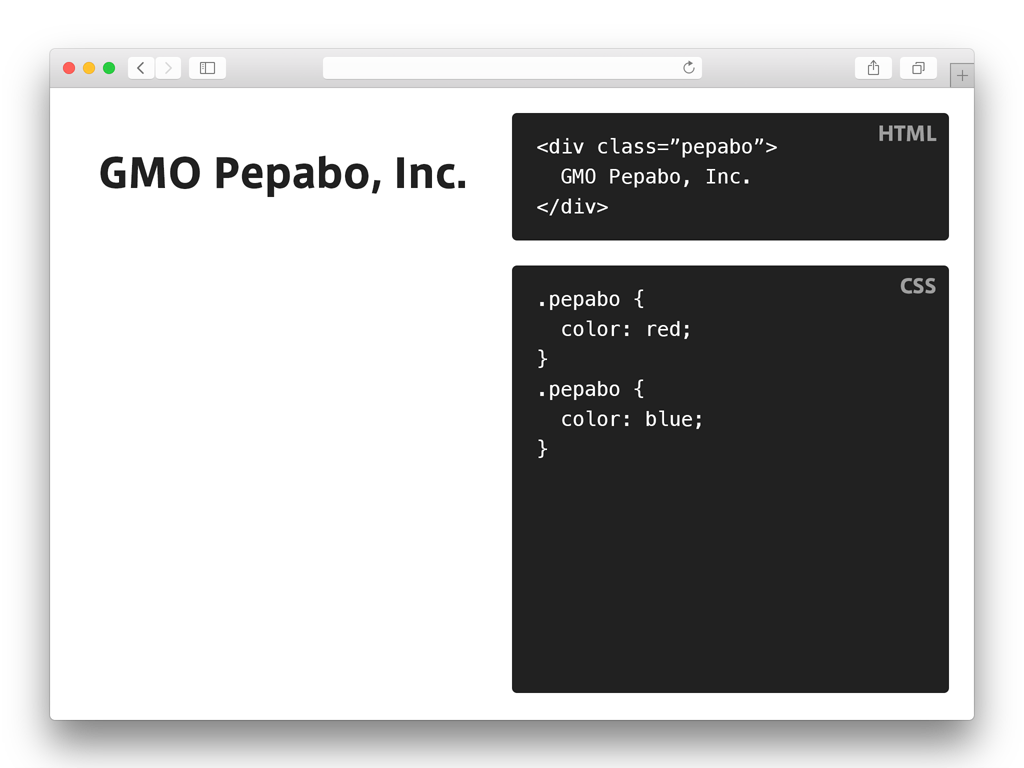 GMO Pepabo, Inc.
HTML
<div class=”pepabo”>
  GMO Pepabo, Inc.
</div>
CSS
.pepabo {
  color: red;
}
.pepabo {
  color: blue;
}